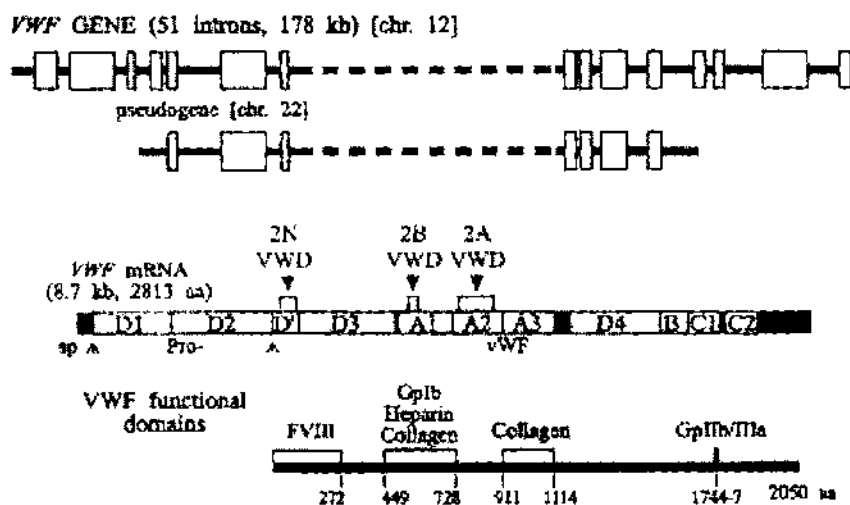 VWF GENE (51 introns, 178 kb) [chr. 12]
pseudogene [chr. 22]
2N VWD
2B VWD
2A VWD
VWF mRNA
(8.7 kb, 2813 aa)
D1 D2 D' D3 A1 A2 A3 D4 B C1 C2
sp Pro- vWF
VWF functional domains
FVIII
GpIb Heparin Collagen
Collagen
GpIIb/IIIa
272 449 728 911 1114 1744-7 2050 aa